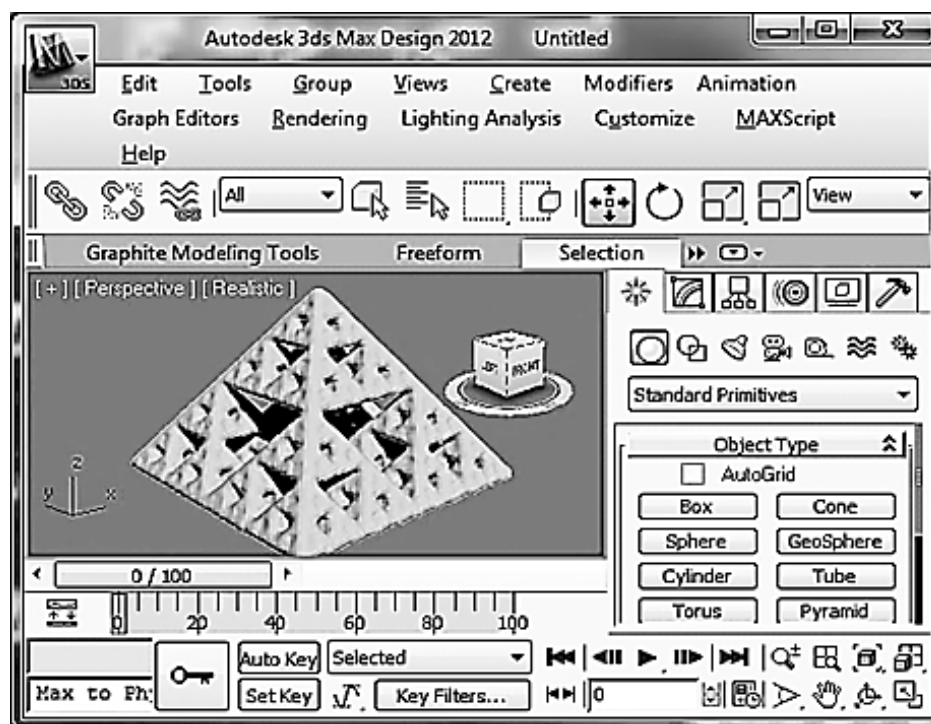 Autodesk 3ds Max Design 2012 Untitled
3DS
Edit Tools Group Views Create Modifiers Animation
Graph Editors Rendering Lighting Analysis Customize MAXScript
Help
All View
Graphite Modeling Tools Freeform Selection
[ + ] [ Perspective ] [ Realistic ]
FRONT
Standard Primitives
Object Type
AutoGrid
Box Cone
Sphere GeoSphere
Cylinder Tube
Torus Pyramid
z
y x
0 / 100
0 20 40 60 80 100
Auto Key Selected
Max to Ph Set Key Key Filters... 0